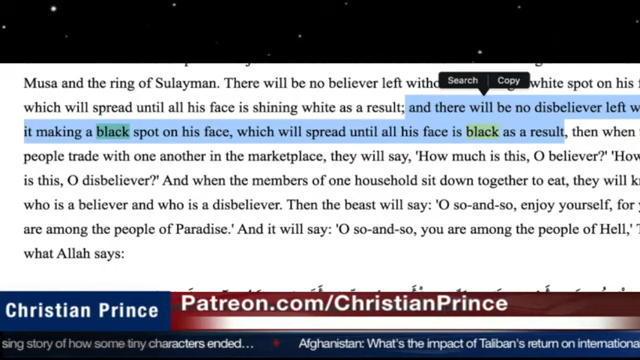 Search Copy
Musa and the ring of Sulayman. There will be no believer left white spot on his
which will spread until all his face is shining white as a result; and there will be no disbeliever left
it making a black spot on his face, which will spread until all his face is black as a result, then when
people trade with one another in the marketplace, they will say, 'How much is this, O believer?'
is this, O disbeliever?' And when the members of one household sit down together to eat, they will
who is a believer and who is a disbeliever. Then the beast will say: 'O so-and-so, enjoy yourself, for
are among the people of Paradise.' And it will say: 'O so-and-so, you are among the people of Hell,'
what Allah says:
Christian Prince
Patreon.com/ChristianPrince
sing story of how some tiny characters ended… Afghanistan: What's the impact of Taliban's return on international